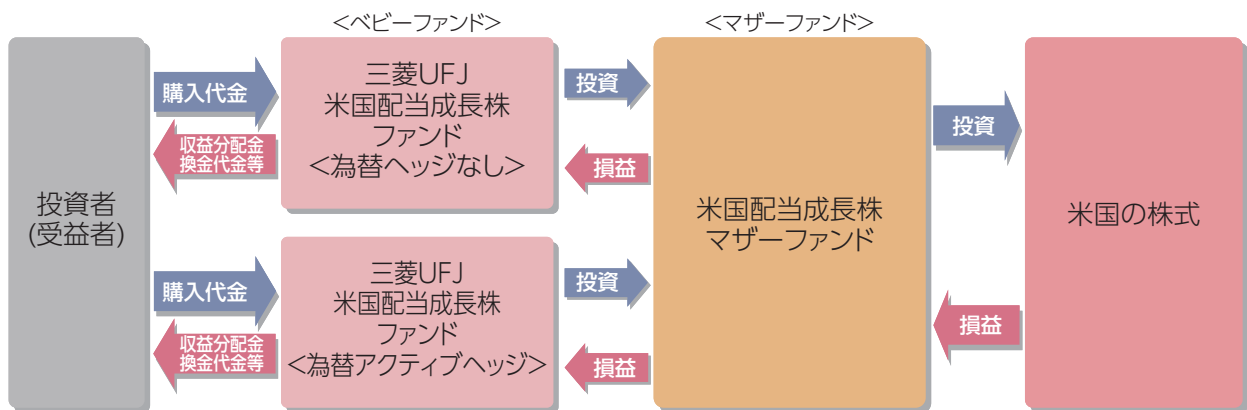 <ベビーファンド>
<マザーファンド>
投資者
(受益者)
購入代金
収益分配金
換金代金等
三菱UFJ
米国配当成長株
ファンド
<為替ヘッジなし>
投資
損益
購入代金
収益分配金
換金代金等
三菱UFJ
米国配当成長株
ファンド
<為替アクティブヘッジ>
投資
損益
米国配当成長株
マザーファンド
投資
損益
米国の株式